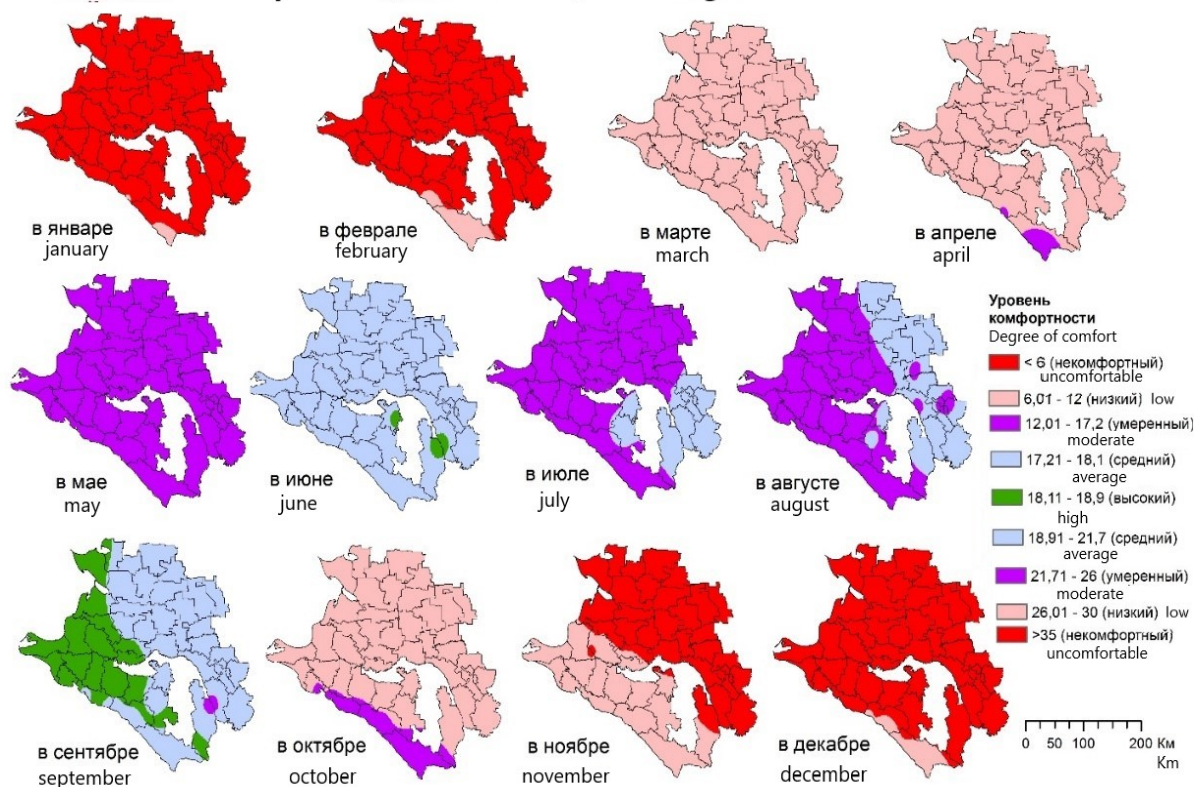 в январе
january
в феврале
february
в марте
march
в апреле
april
в мае
may
в июне
june
в июле
july
в августе
august
Уровень
комфортности
Degree of comfort
< 6 (некомфортный)
uncomfortable
6,01 - 12 (низкий) low
12,01 - 17,2 (умеренный)
moderate
17,21 - 18,1 (средний)
average
18,11 - 18,9 (высокий)
high
18,91 - 21,7 (средний)
average
21,71 - 26 (умеренный)
moderate
26,01 - 30 (низкий) low
>35 (некомфортный)
uncomfortable
в сентябре
september
в октябре
october
в ноябре
november
в декабре
december
0 50 100 200 Км
Km